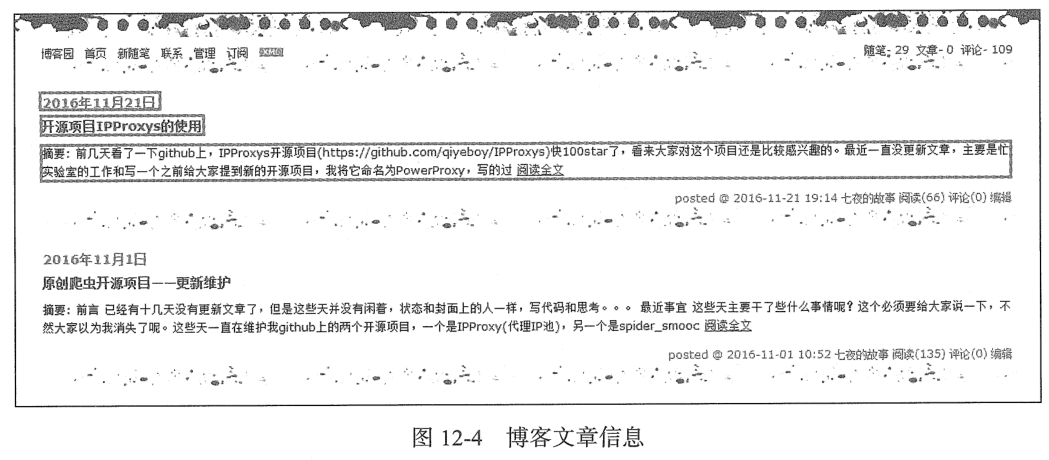 博客园 首页 新随笔 联系 管理 订阅
随笔- 29 文章- 0 评论- 109
2016年11月21日
开源项目IPProxys的使用
摘要: 前几天看了一下github上，IPProxys开源项目(https://github.com/qiyeboy/IPProxys)快100star了，看来大家对这个项目还是比较感兴趣的。最近一直没更新文章，主要是忙
实验室的工作和写一个之前给大家提到新的开源项目，我将它命名为PowerProxy，写的过 阅读全文
posted @ 2016-11-21 19:14 七夜的故事 阅读(66) 评论(0) 编辑
2016年11月1日
原创爬虫开源项目——更新维护
摘要: 前言 已经有十几天没有更新文章了，但是这些天并没有闲着，状态和封面上的人一样，写代码和思考。。。 最近事宜 这些天主要干了些什么事情呢？这个必须要给大家说一下，不
然大家以为我消失了呢。这些天一直在维护我github上的两个开源项目，一个是IPProxy(代理IP池)，另一个是spider_smooc 阅读全文
posted @ 2016-11-01 10:52 七夜的故事 阅读(135) 评论(0) 编辑
图 12-4 博客文章信息